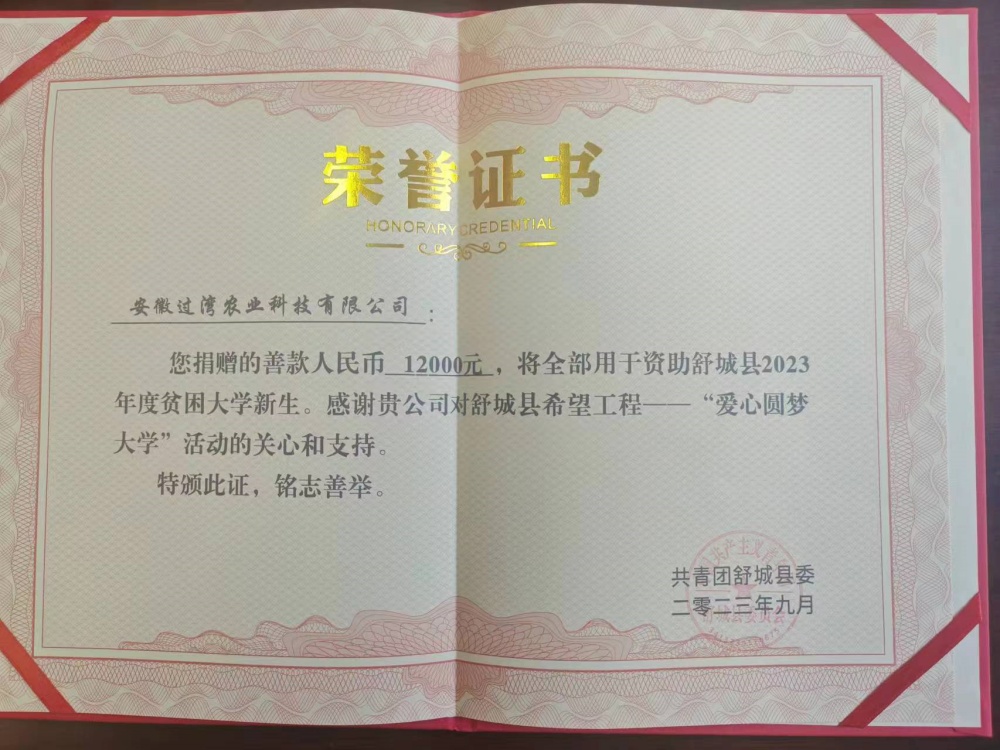 荣誉证书
HONORARY CREDENTIAL
安徽过湾农业科技有限公司：
您捐赠的善款人民币 12000元 ，将全部用于资助舒城县2023
年度贫困大学新生。感谢贵公司对舒城县希望工程——“爱心圆梦
大学”活动的关心和支持。
特颁此证，铭志善举。
共青团舒城县委
二零二三年九月